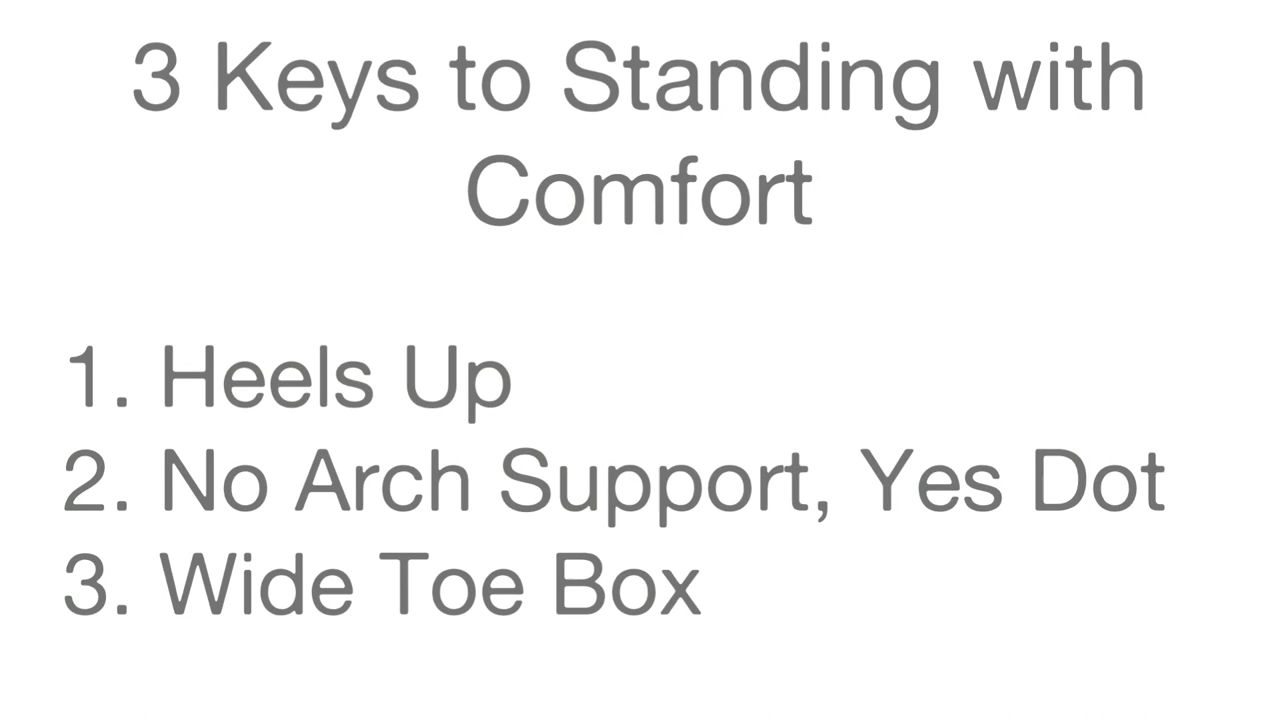 3 Keys to Standing with
Comfort
1. Heels Up
2. No Arch Support, Yes Dot
3. Wide Toe Box